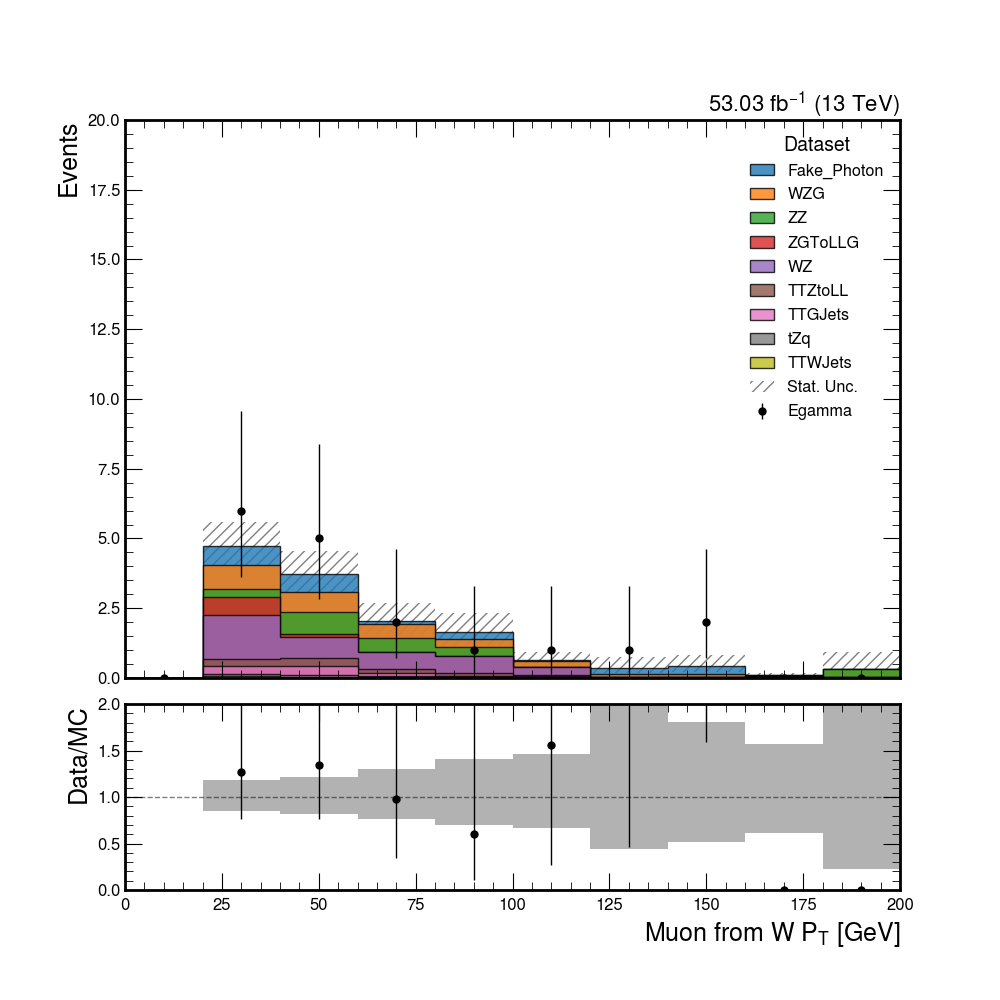 53.03 fb⁻¹ (13 TeV)
Events
20.0
17.5
15.0
12.5
10.0
7.5
5.0
2.5
0.0
Dataset
Fake_Photon
WZG
ZZ
ZGToLLG
WZ
TTZtoLL
TTGJets
tZq
TTWJets
Stat. Unc.
Egamma
Data/MC
2.0
1.5
1.0
0.5
0.0
0 25 50 75 100 125 150 175 200
Muon from W P_T [GeV]